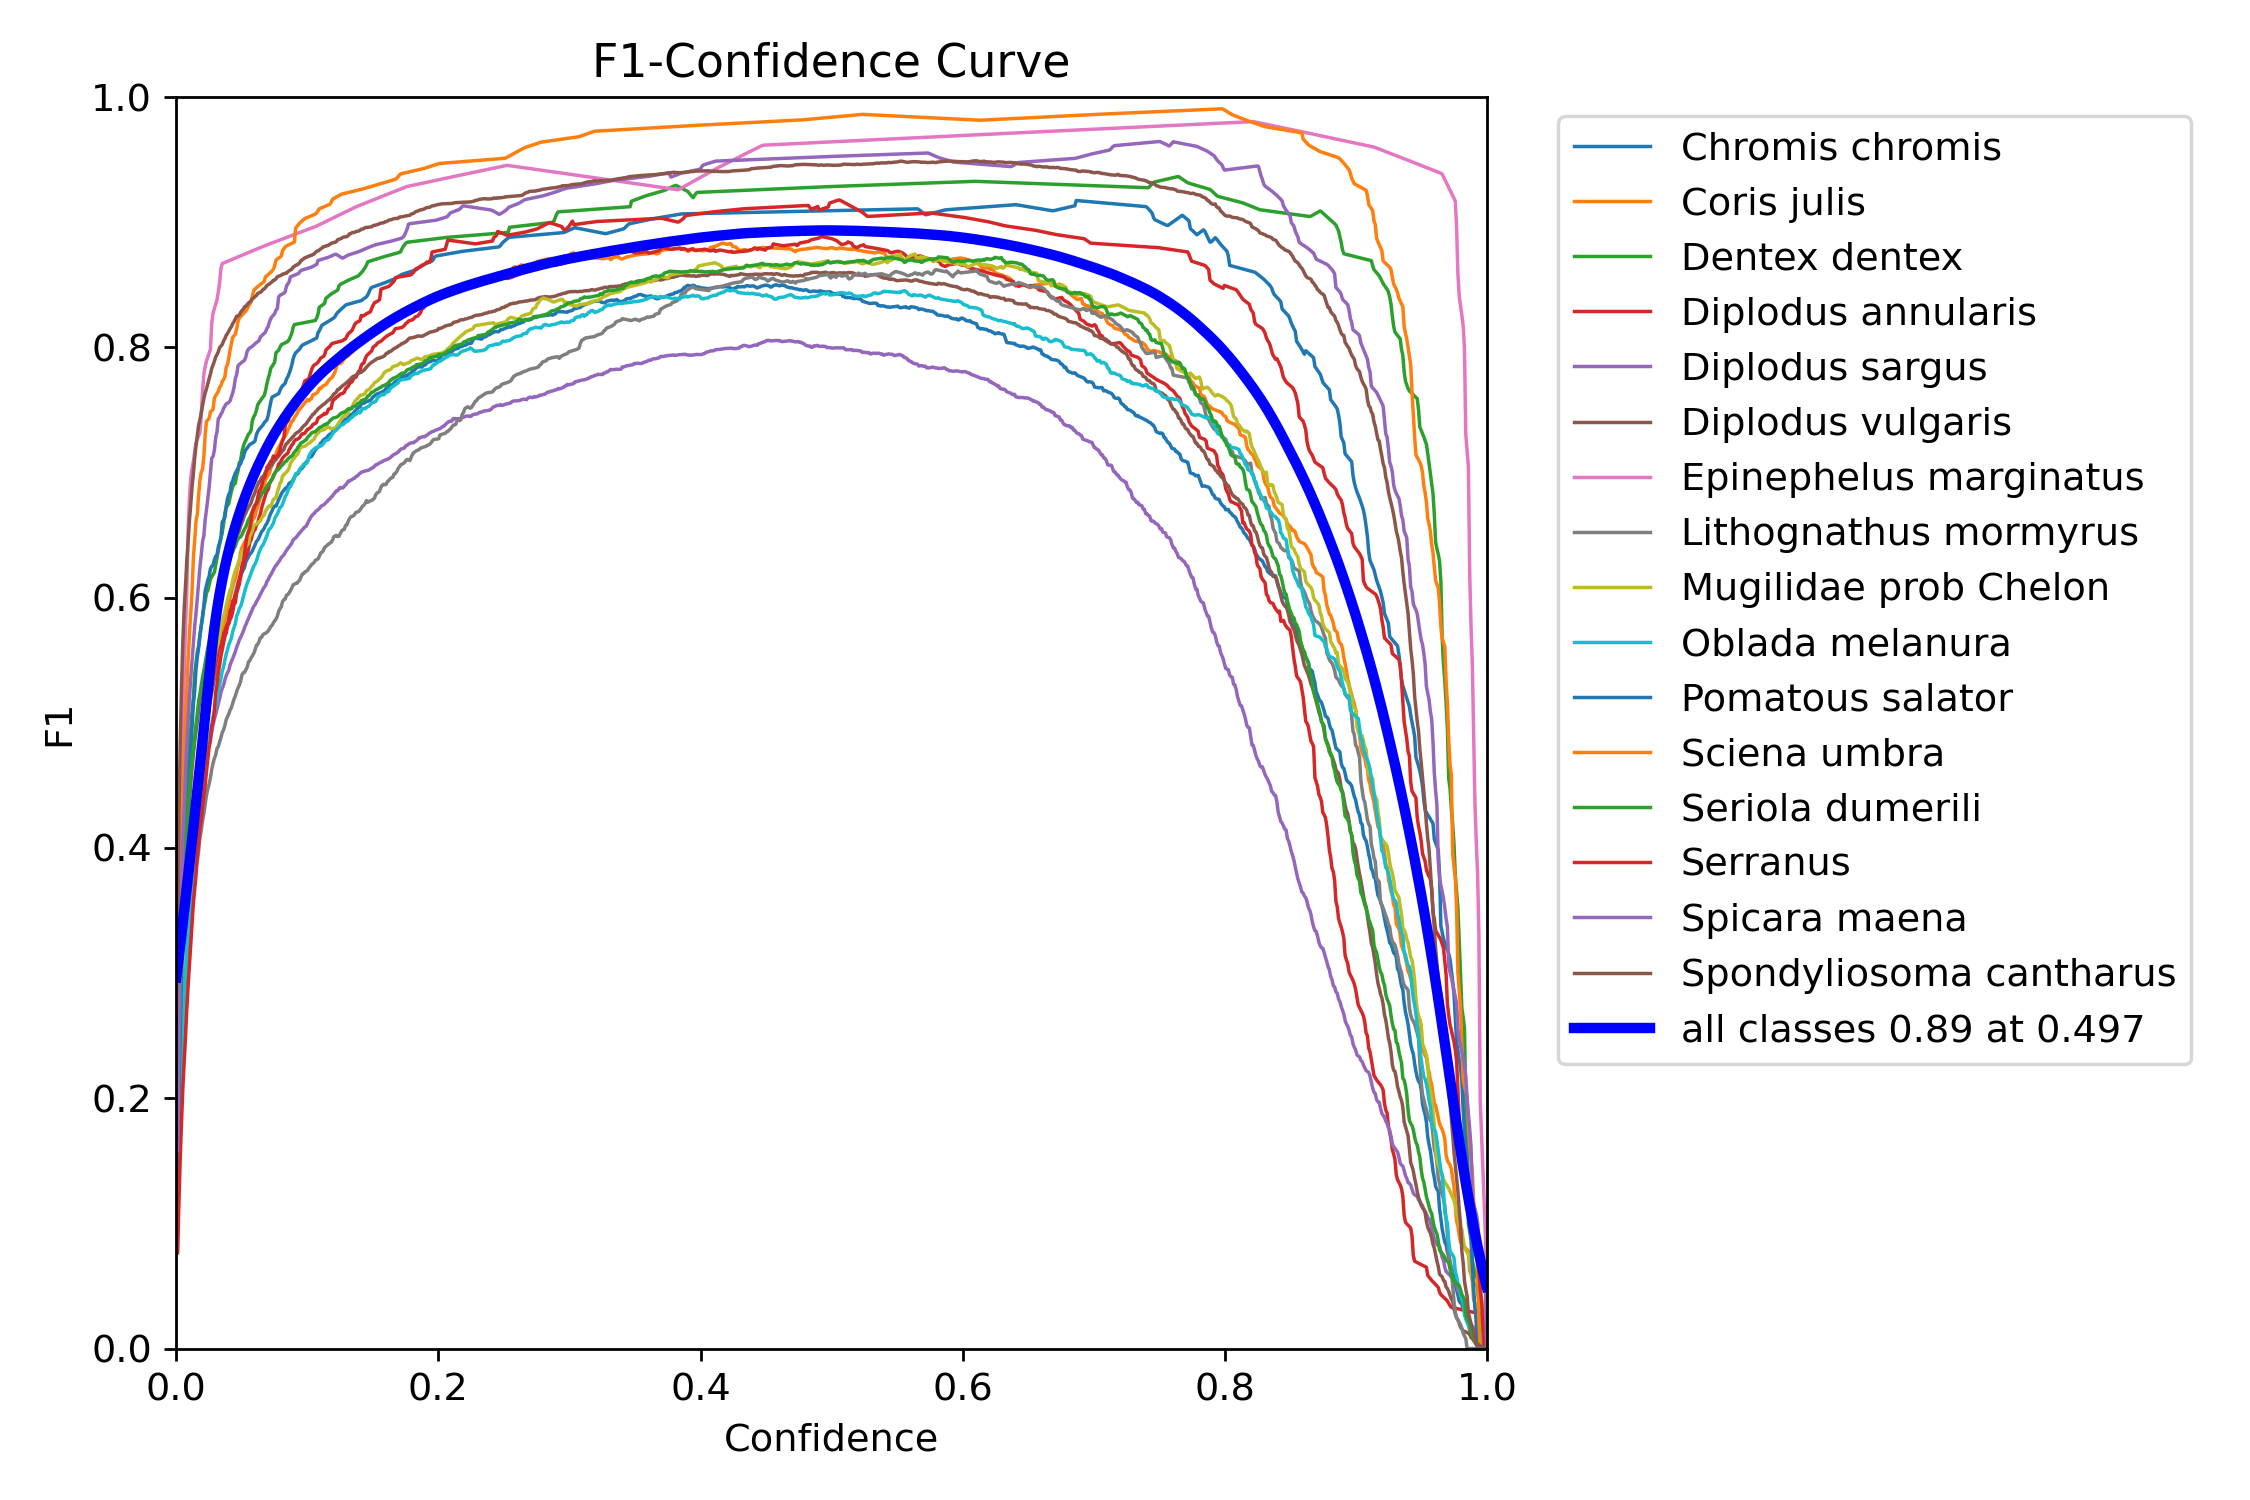 F1-Confidence Curve
1.0
0.8
0.6
0.4
0.2
0.0
F1
0.0 0.2 0.4 0.6 0.8 1.0
Confidence
Chromis chromis
Coris julis
Dentex dentex
Diplodus annularis
Diplodus sargus
Diplodus vulgaris
Epinephelus marginatus
Lithognathus mormyrus
Mugilidae prob Chelon
Oblada melanura
Pomatous salator
Sciena umbra
Seriola dumerili
Serranus
Spicara maena
Spondyliosoma cantharus
all classes 0.89 at 0.497